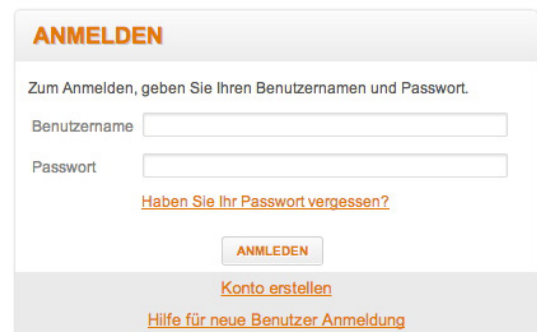 ANMELDEN
Zum Anmelden, geben Sie Ihren Benutzernamen und Passwort.
Benutzername
Passwort
Haben Sie Ihr Passwort vergessen?
ANMLEDEN
Konto erstellen
Hilfe für neue Benutzer Anmeldung